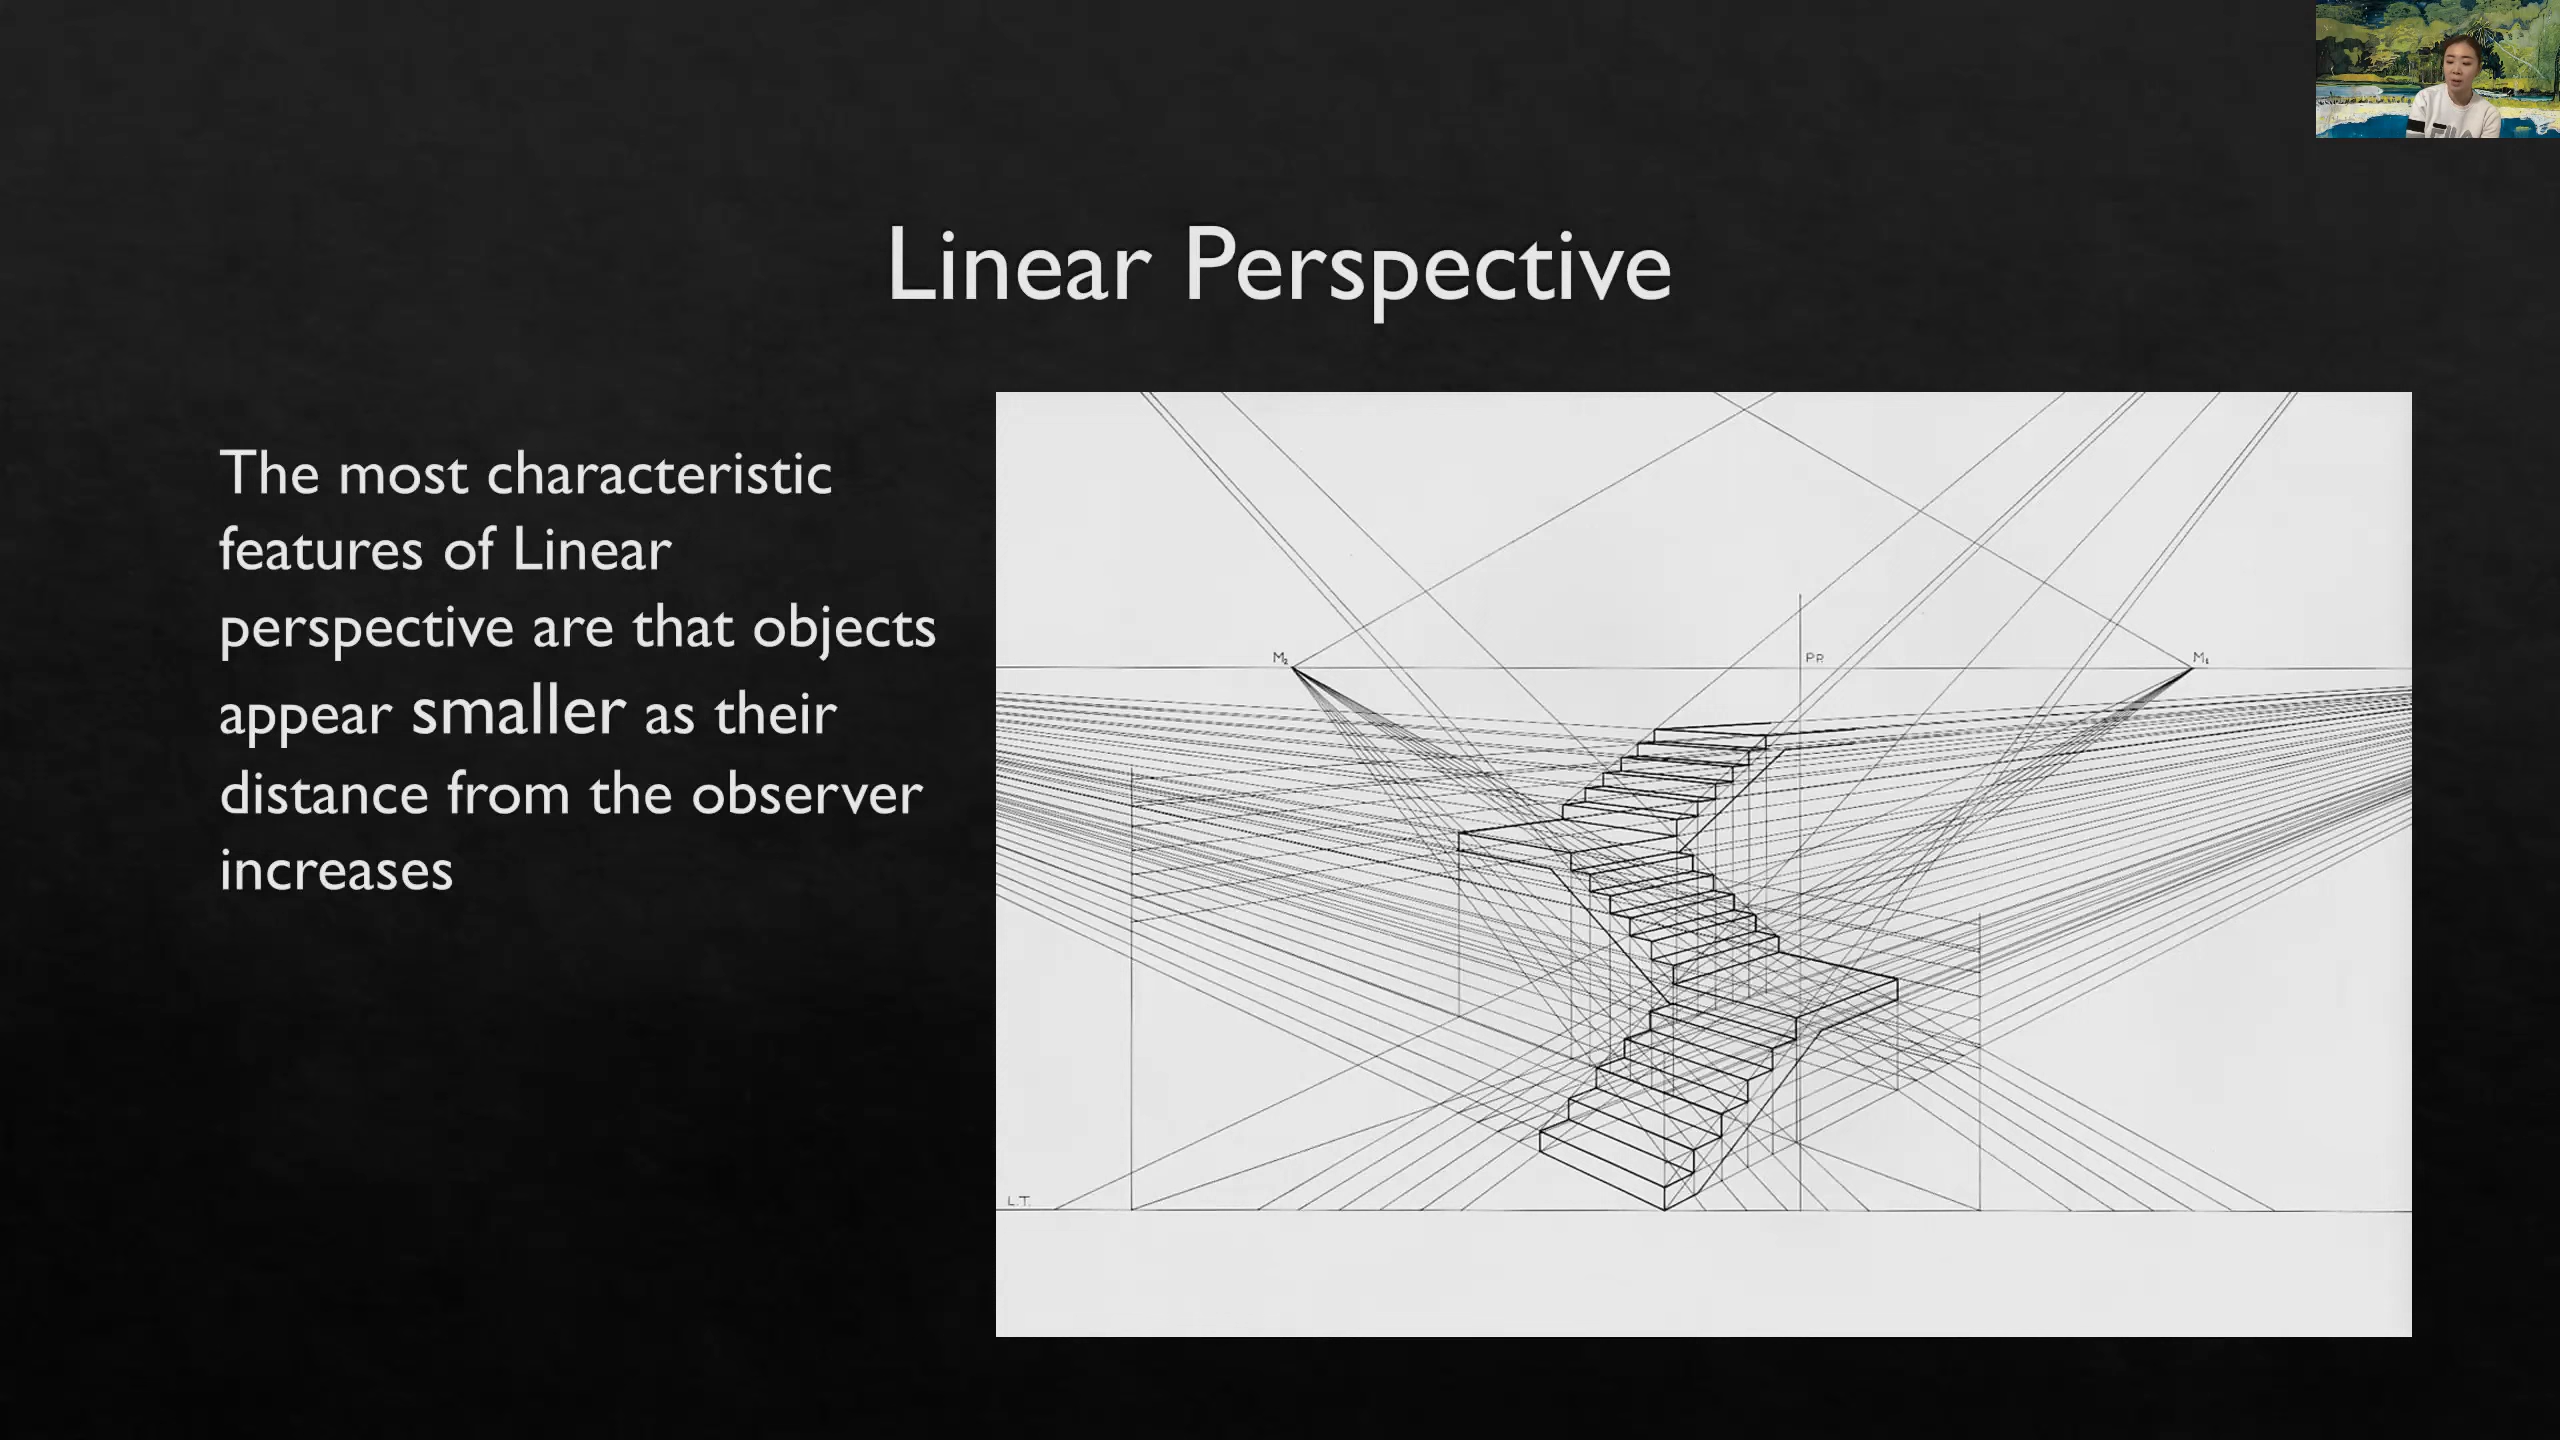 Linear Perspective
The most characteristic
features of Linear
perspective are that objects
appear smaller as their
distance from the observer
increases
M₂
PP
M₁
L.T.